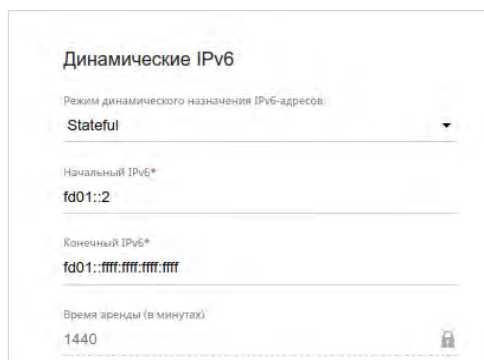 Динамические IPv6
Режим динамического назначения IPv6-адресов
Stateful
Начальный IPv6*
fd01::2
Конечный IPv6*
fd01::ffff:ffff:ffff:ffff
Время аренды (в минутах)
1440